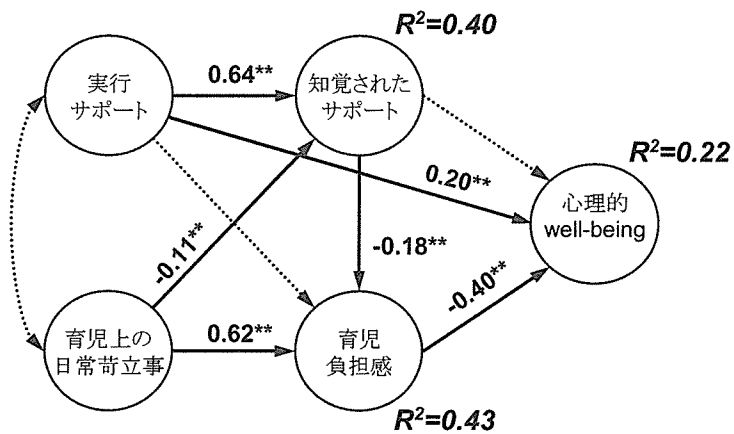 R²=0.40
実行
サポート
0.64**
知覚された
サポート
R²=0.22
0.20**
心理的
well-being
-0.11**
-0.18**
-0.40**
育児上の
日常苛立事
0.62**
育児
負担感
R²=0.43